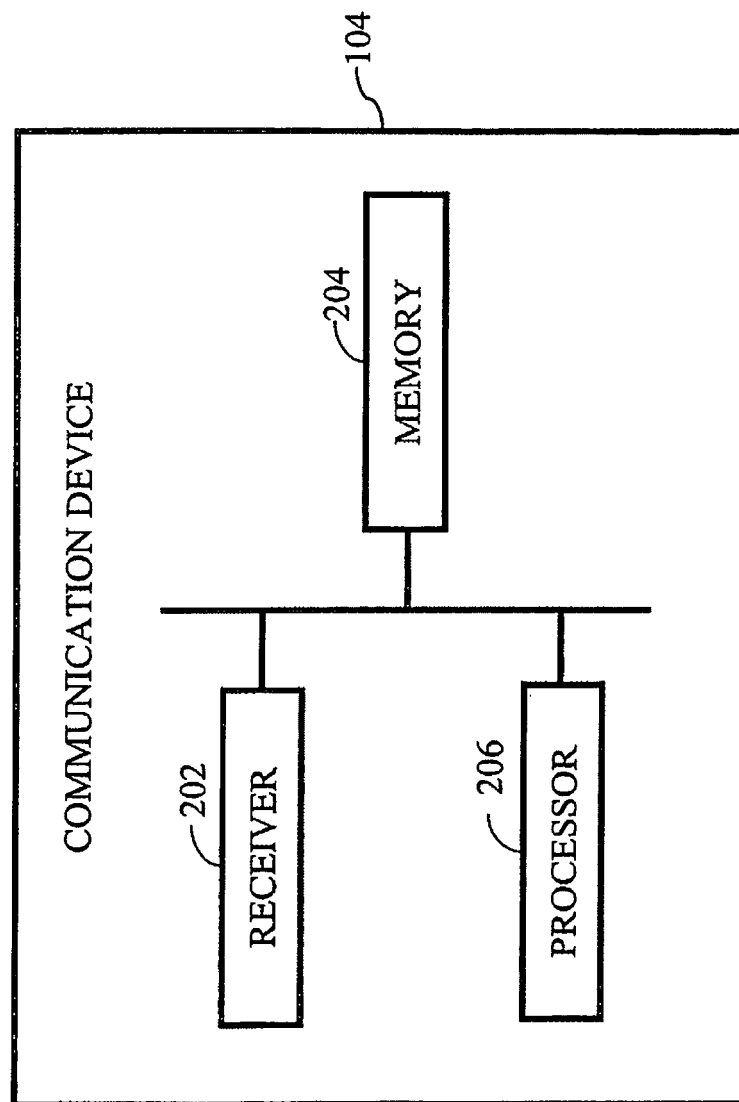 COMMUNICATION DEVICE
202
RECEIVER
204
MEMORY
206
PROCESSOR
104